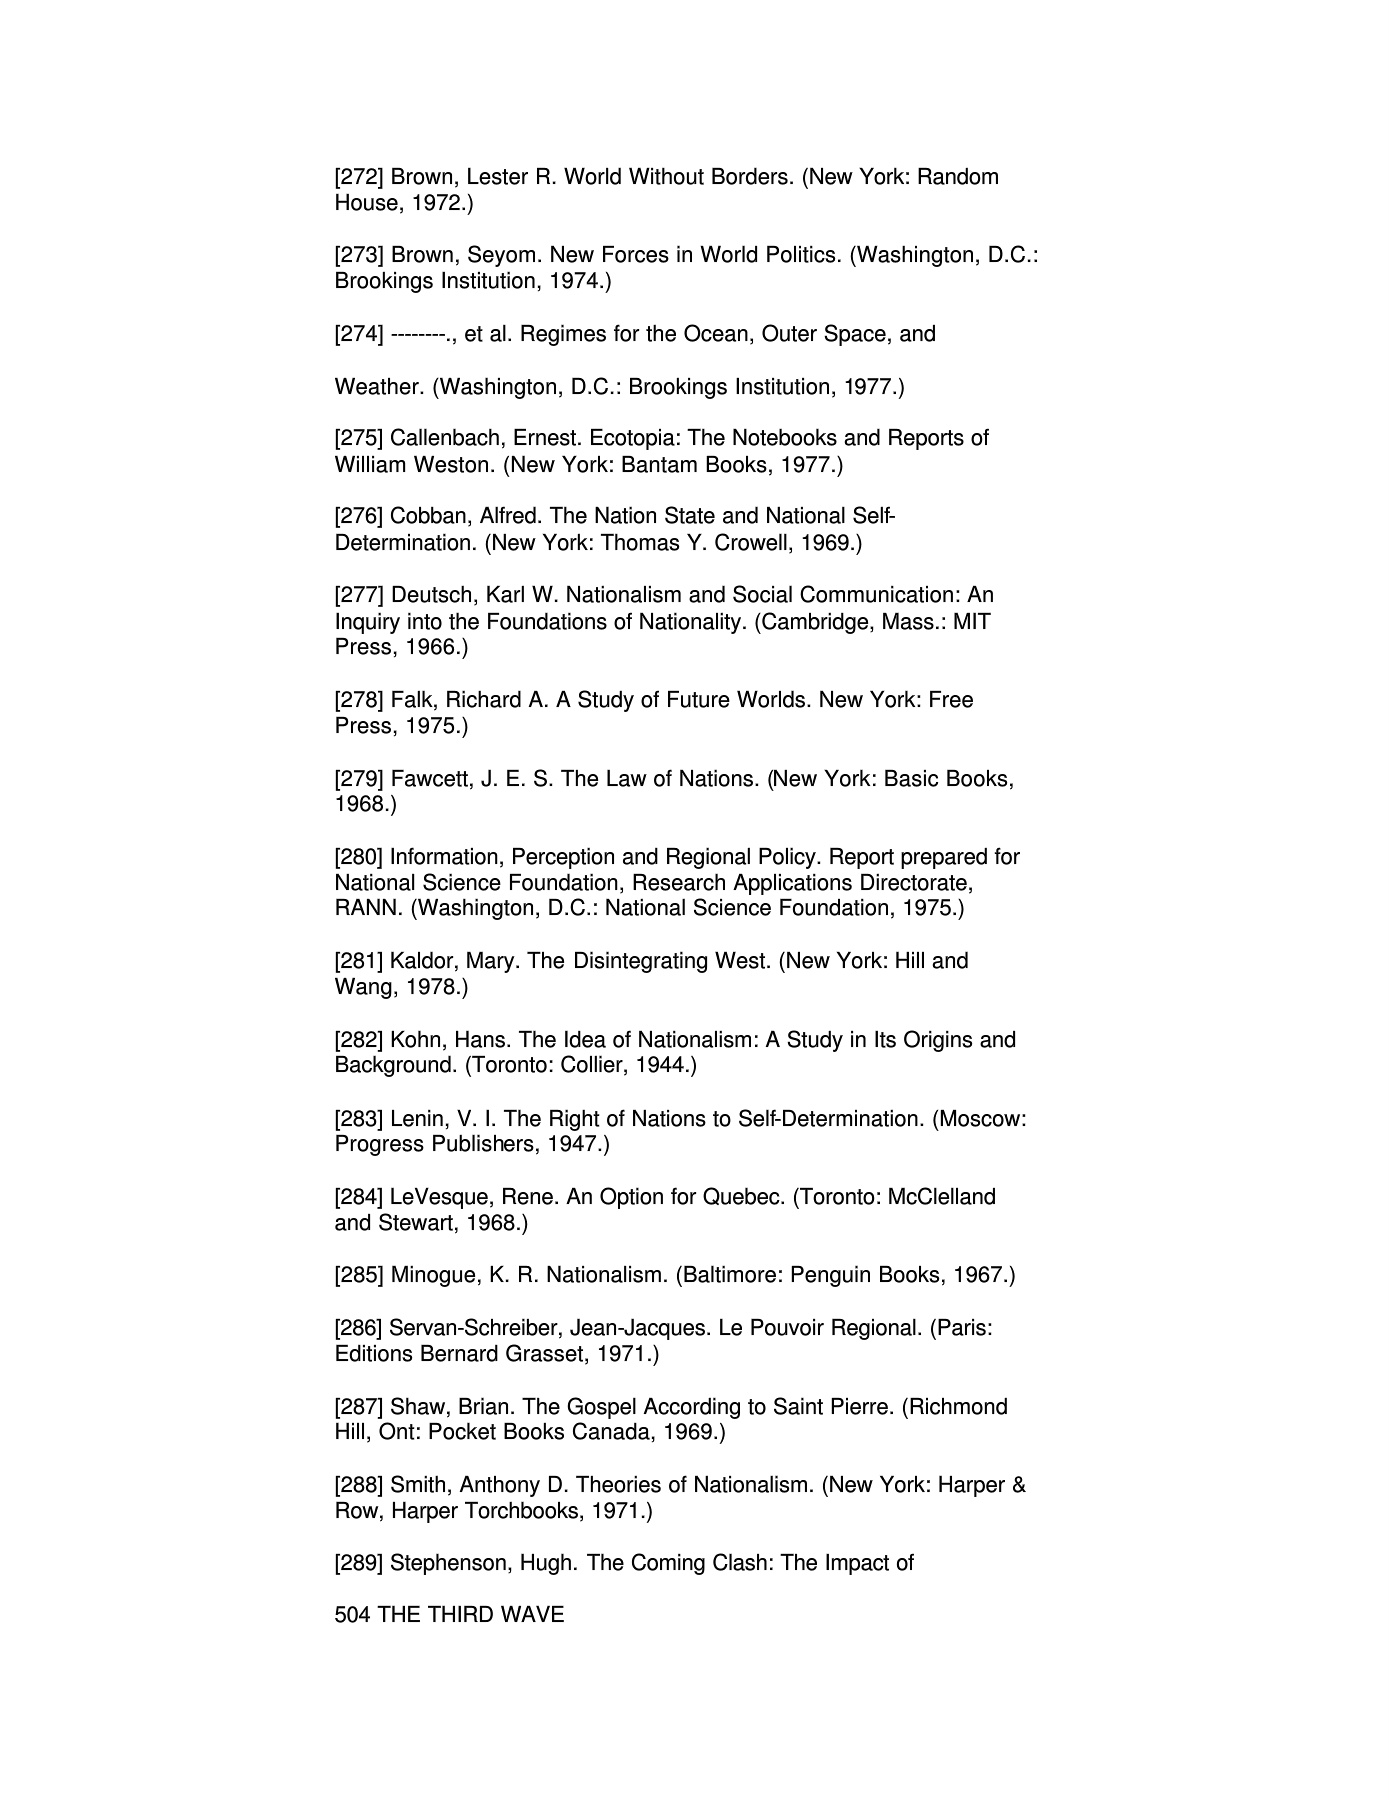 [272] Brown, Lester R. World Without Borders. (New York: Random
House, 1972.)
[273] Brown, Seyom. New Forces in World Politics. (Washington, D.C.:
Brookings Institution, 1974.)
[274] --------., et al. Regimes for the Ocean, Outer Space, and
Weather. (Washington, D.C.: Brookings Institution, 1977.)
[275] Callenbach, Ernest. Ecotopia: The Notebooks and Reports of
William Weston. (New York: Bantam Books, 1977.)
[276] Cobban, Alfred. The Nation State and National Self-
Determination. (New York: Thomas Y. Crowell, 1969.)
[277] Deutsch, Karl W. Nationalism and Social Communication: An
Inquiry into the Foundations of Nationality. (Cambridge, Mass.: MIT
Press, 1966.)
[278] Falk, Richard A. A Study of Future Worlds. New York: Free
Press, 1975.)
[279] Fawcett, J. E. S. The Law of Nations. (New York: Basic Books,
1968.)
[280] Information, Perception and Regional Policy. Report prepared for
National Science Foundation, Research Applications Directorate,
RANN. (Washington, D.C.: National Science Foundation, 1975.)
[281] Kaldor, Mary. The Disintegrating West. (New York: Hill and
Wang, 1978.)
[282] Kohn, Hans. The Idea of Nationalism: A Study in Its Origins and
Background. (Toronto: Collier, 1944.)
[283] Lenin, V. I. The Right of Nations to Self-Determination. (Moscow:
Progress Publishers, 1947.)
[284] LeVesque, Rene. An Option for Quebec. (Toronto: McClelland
and Stewart, 1968.)
[285] Minogue, K. R. Nationalism. (Baltimore: Penguin Books, 1967.)
[286] Servan-Schreiber, Jean-Jacques. Le Pouvoir Regional. (Paris:
Editions Bernard Grasset, 1971.)
[287] Shaw, Brian. The Gospel According to Saint Pierre. (Richmond
Hill, Ont: Pocket Books Canada, 1969.)
[288] Smith, Anthony D. Theories of Nationalism. (New York: Harper &
Row, Harper Torchbooks, 1971.)
[289] Stephenson, Hugh. The Coming Clash: The Impact of
504 THE THIRD WAVE